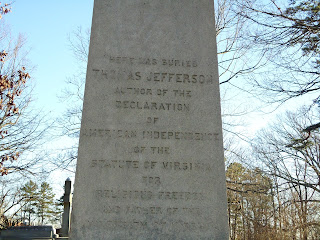 HERE WAS BURIED
THOMAS JEFFERSON
AUTHOR OF THE
DECLARATION
OF
AMERICAN INDEPENDENCE
OF THE
STATUTE OF VIRGINIA
FOR
RELIGIOUS FREEDOM
AND FATHER OF THE